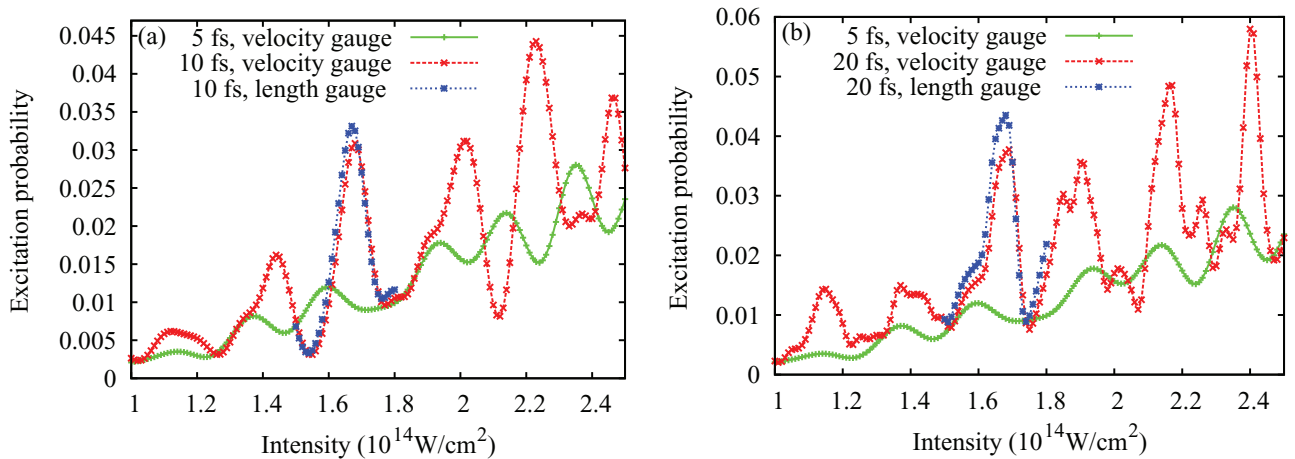 (a)
5 fs, velocity gauge
10 fs, velocity gauge
10 fs, length gauge
Excitation probability
0.045
0.04
0.035
0.03
0.025
0.02
0.015
0.01
0.005
0
1
1.2
1.4
1.6
1.8
2
2.2
2.4
Intensity (10^14W/cm^2)
(b)
5 fs, velocity gauge
20 fs, velocity gauge
20 fs, length gauge
Excitation probability
0.06
0.05
0.04
0.03
0.02
0.01
0
1
1.2
1.4
1.6
1.8
2
2.2
2.4
Intensity (10^14W/cm^2)